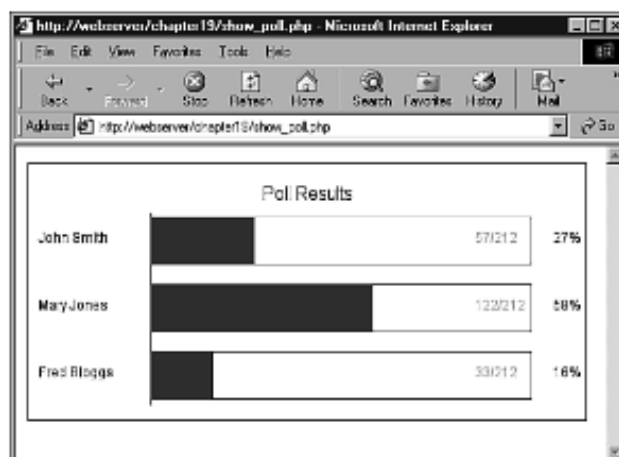 http://webserver/chapter19/show_poll.php - Microsoft Internet Explorer
File Edit View Favorites Tools Help
Back Forward Stop Refresh Home Search Favorites History Mail
Address http://webserver/chapter19/show_poll.php Go
Poll Results
John Smith 57/212 27%
Mary Jones 122/212 58%
Fred Bloggs 33/212 16%